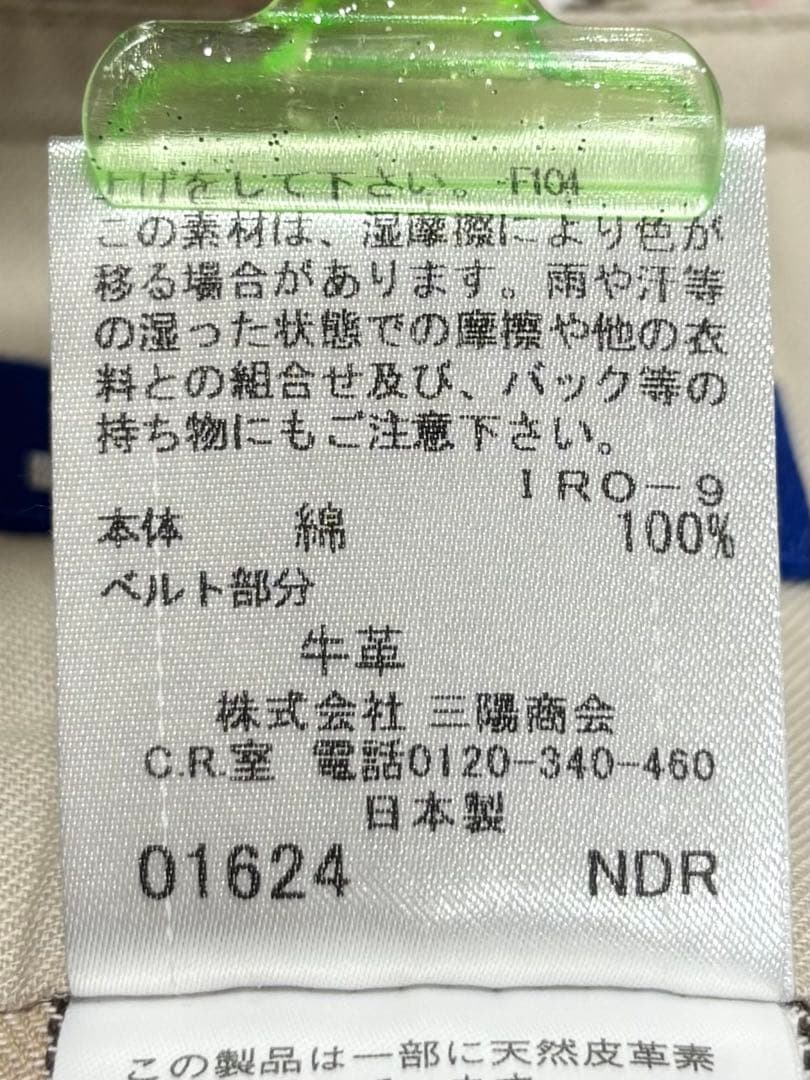 上げをして下さい。-F104
この素材は、湿摩擦により色が
移る場合があります。雨や汗等
の湿った状態での摩擦や他の衣
料との組合せ及び、バック等の
持ち物にもご注意下さい。
IRO-9
本体 綿 100%
ベルト部分
牛革
株式会社 三陽商会
C.R.室 電話0120-340-460
日本製
01624 NDR
この製品は一部に天然皮革素